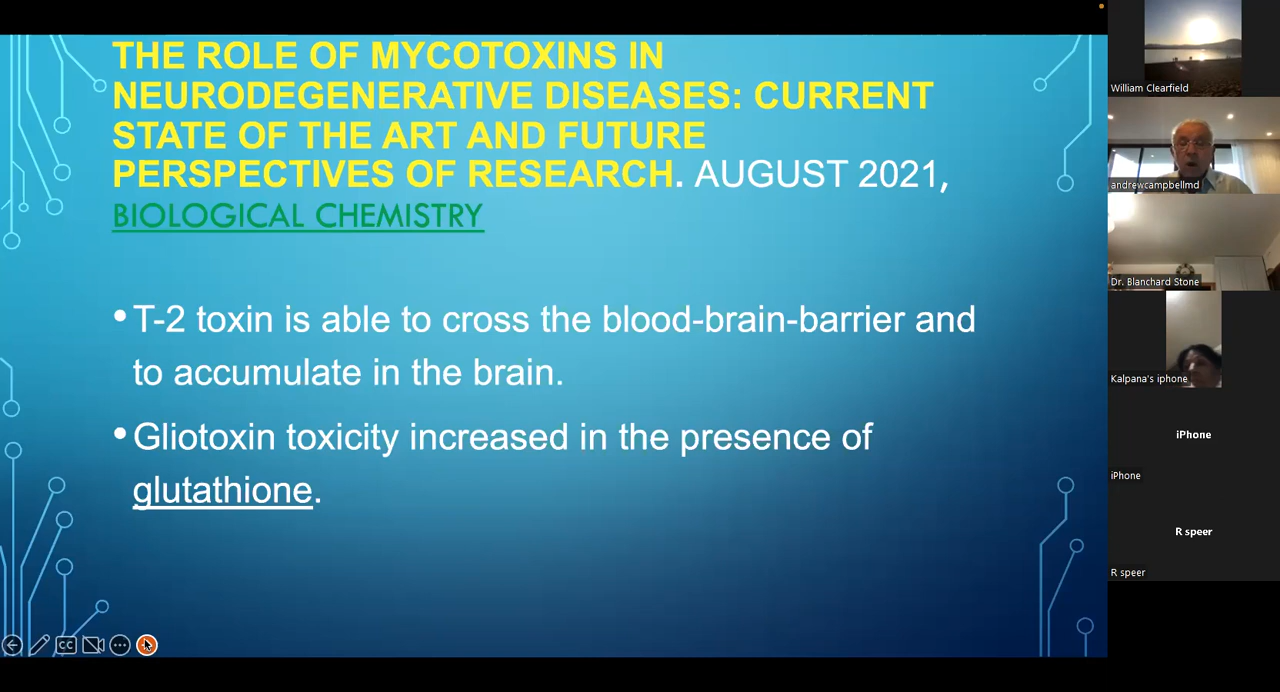 THE ROLE OF MYCOTOXINS IN
NEURODEGENERATIVE DISEASES: CURRENT
STATE OF THE ART AND FUTURE
PERSPECTIVES OF RESEARCH. AUGUST 2021,
BIOLOGICAL CHEMISTRY
• T-2 toxin is able to cross the blood-brain-barrier and
to accumulate in the brain.
• Gliotoxin toxicity increased in the presence of
glutathione.
CC
William Clearfield
andrewcampbellmd
Dr. Blanchard Stone
Kalpana's iphone
iPhone
iPhone
R speer
R speer